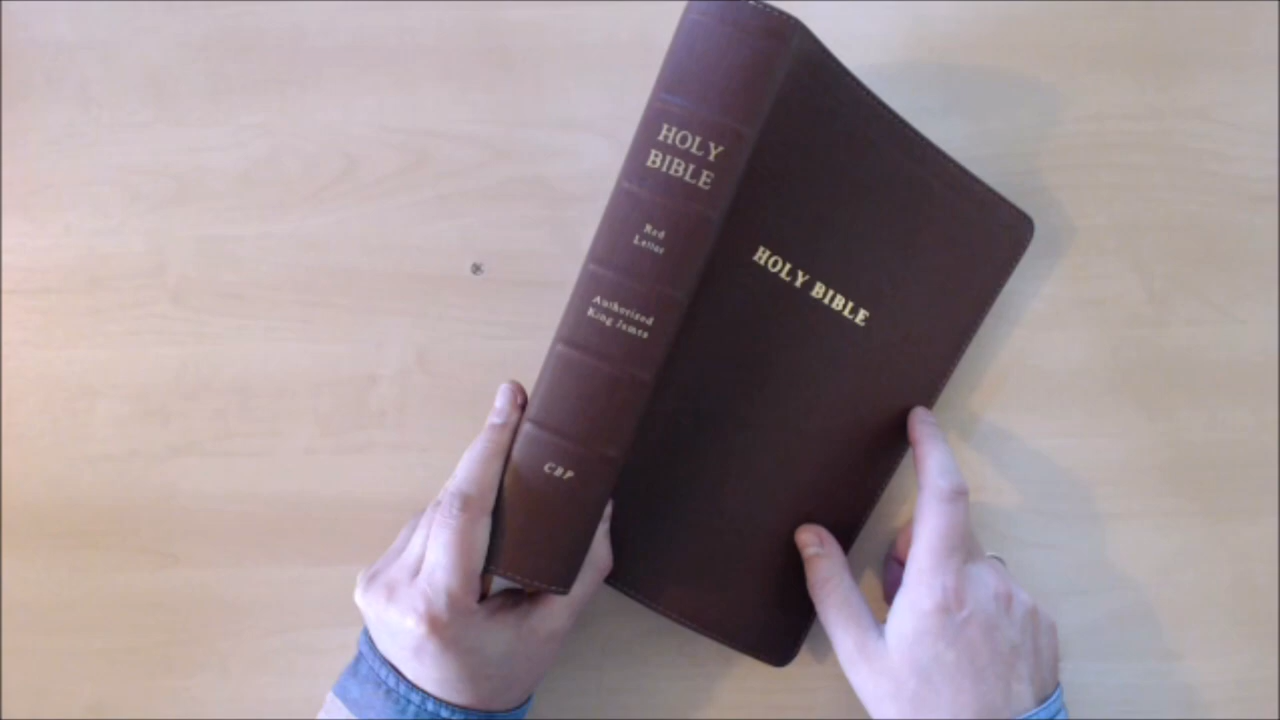 HOLY
BIBLE
Red
Letter
Authorized
King James
CBP
HOLY BIBLE